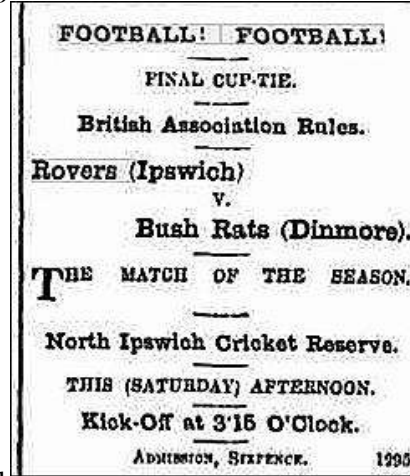 FOOTBALL! FOOTBALL!
FINAL CUP-TIE.
British Association Rules.
Rovers (Ipswich)
V.
Bush Rats (Dinmore).
THE MATCH OF THE SEASON.
North Ipswich Cricket Reserve.
THIS (SATURDAY) AFTERNOON.
Kick-Off at 3'15 O'Clock.
ADMISSION, SIXPENCE. 1295